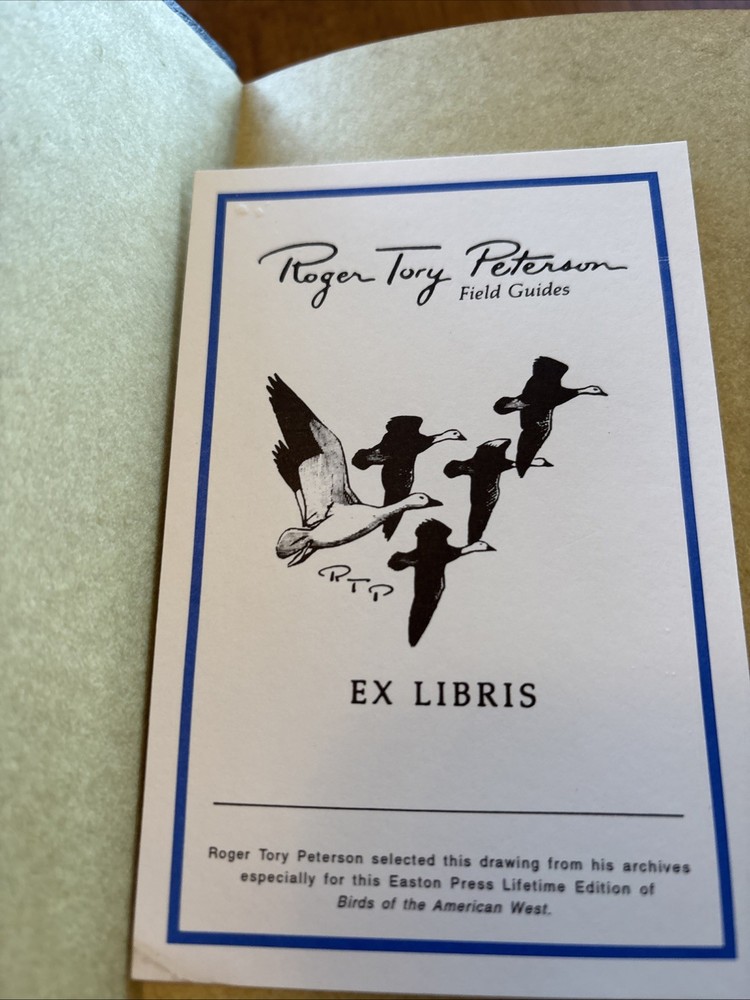 Roger Tory Peterson
Field Guides
RTP
EX LIBRIS
Roger Tory Peterson selected this drawing from his archives
especially for this Easton Press Lifetime Edition of
Birds of the American West.